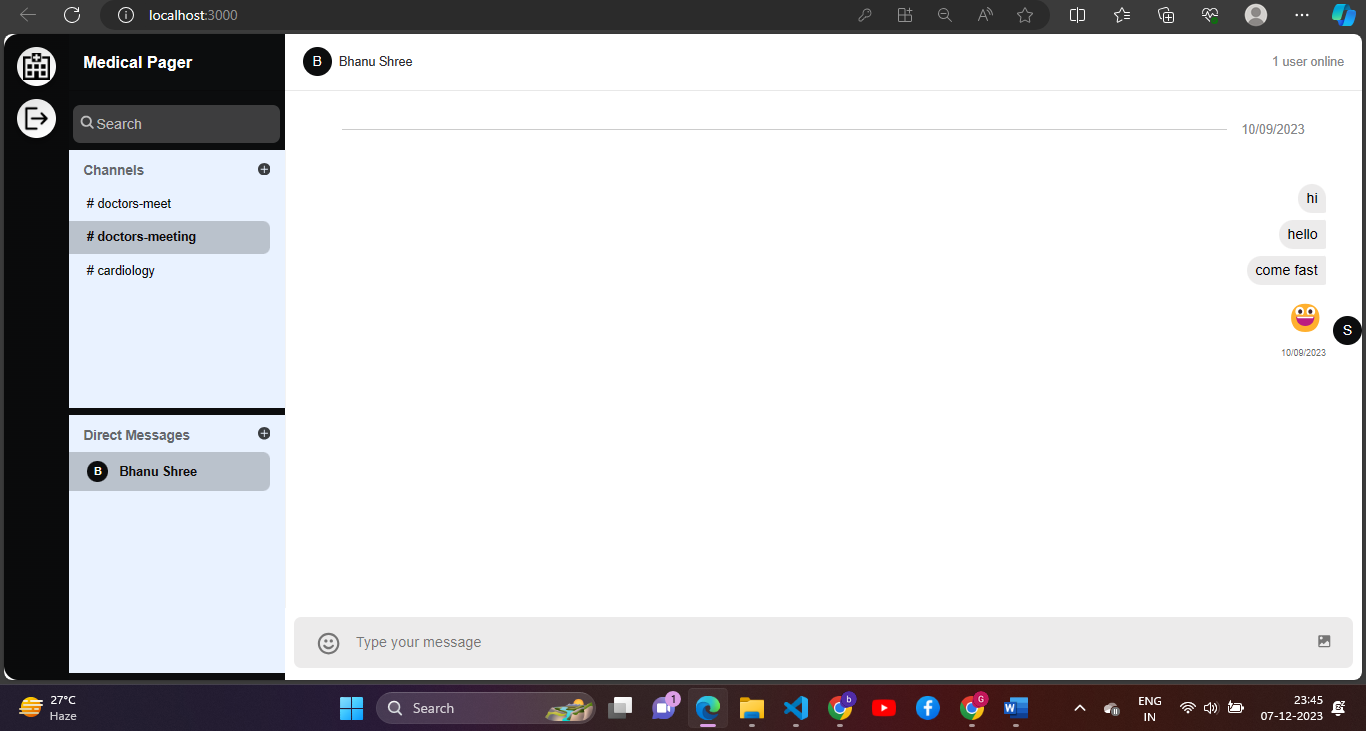 localhost:3000
Medical Pager
Search
Channels
# doctors-meet
# doctors-meeting
# cardiology
Direct Messages
B Bhanu Shree
B Bhanu Shree
1 user online
10/09/2023
hi
hello
come fast
S
10/09/2023
Type your message
27°C
Haze
Search
1
b
G
W
ENG
IN
23:45
07-12-2023